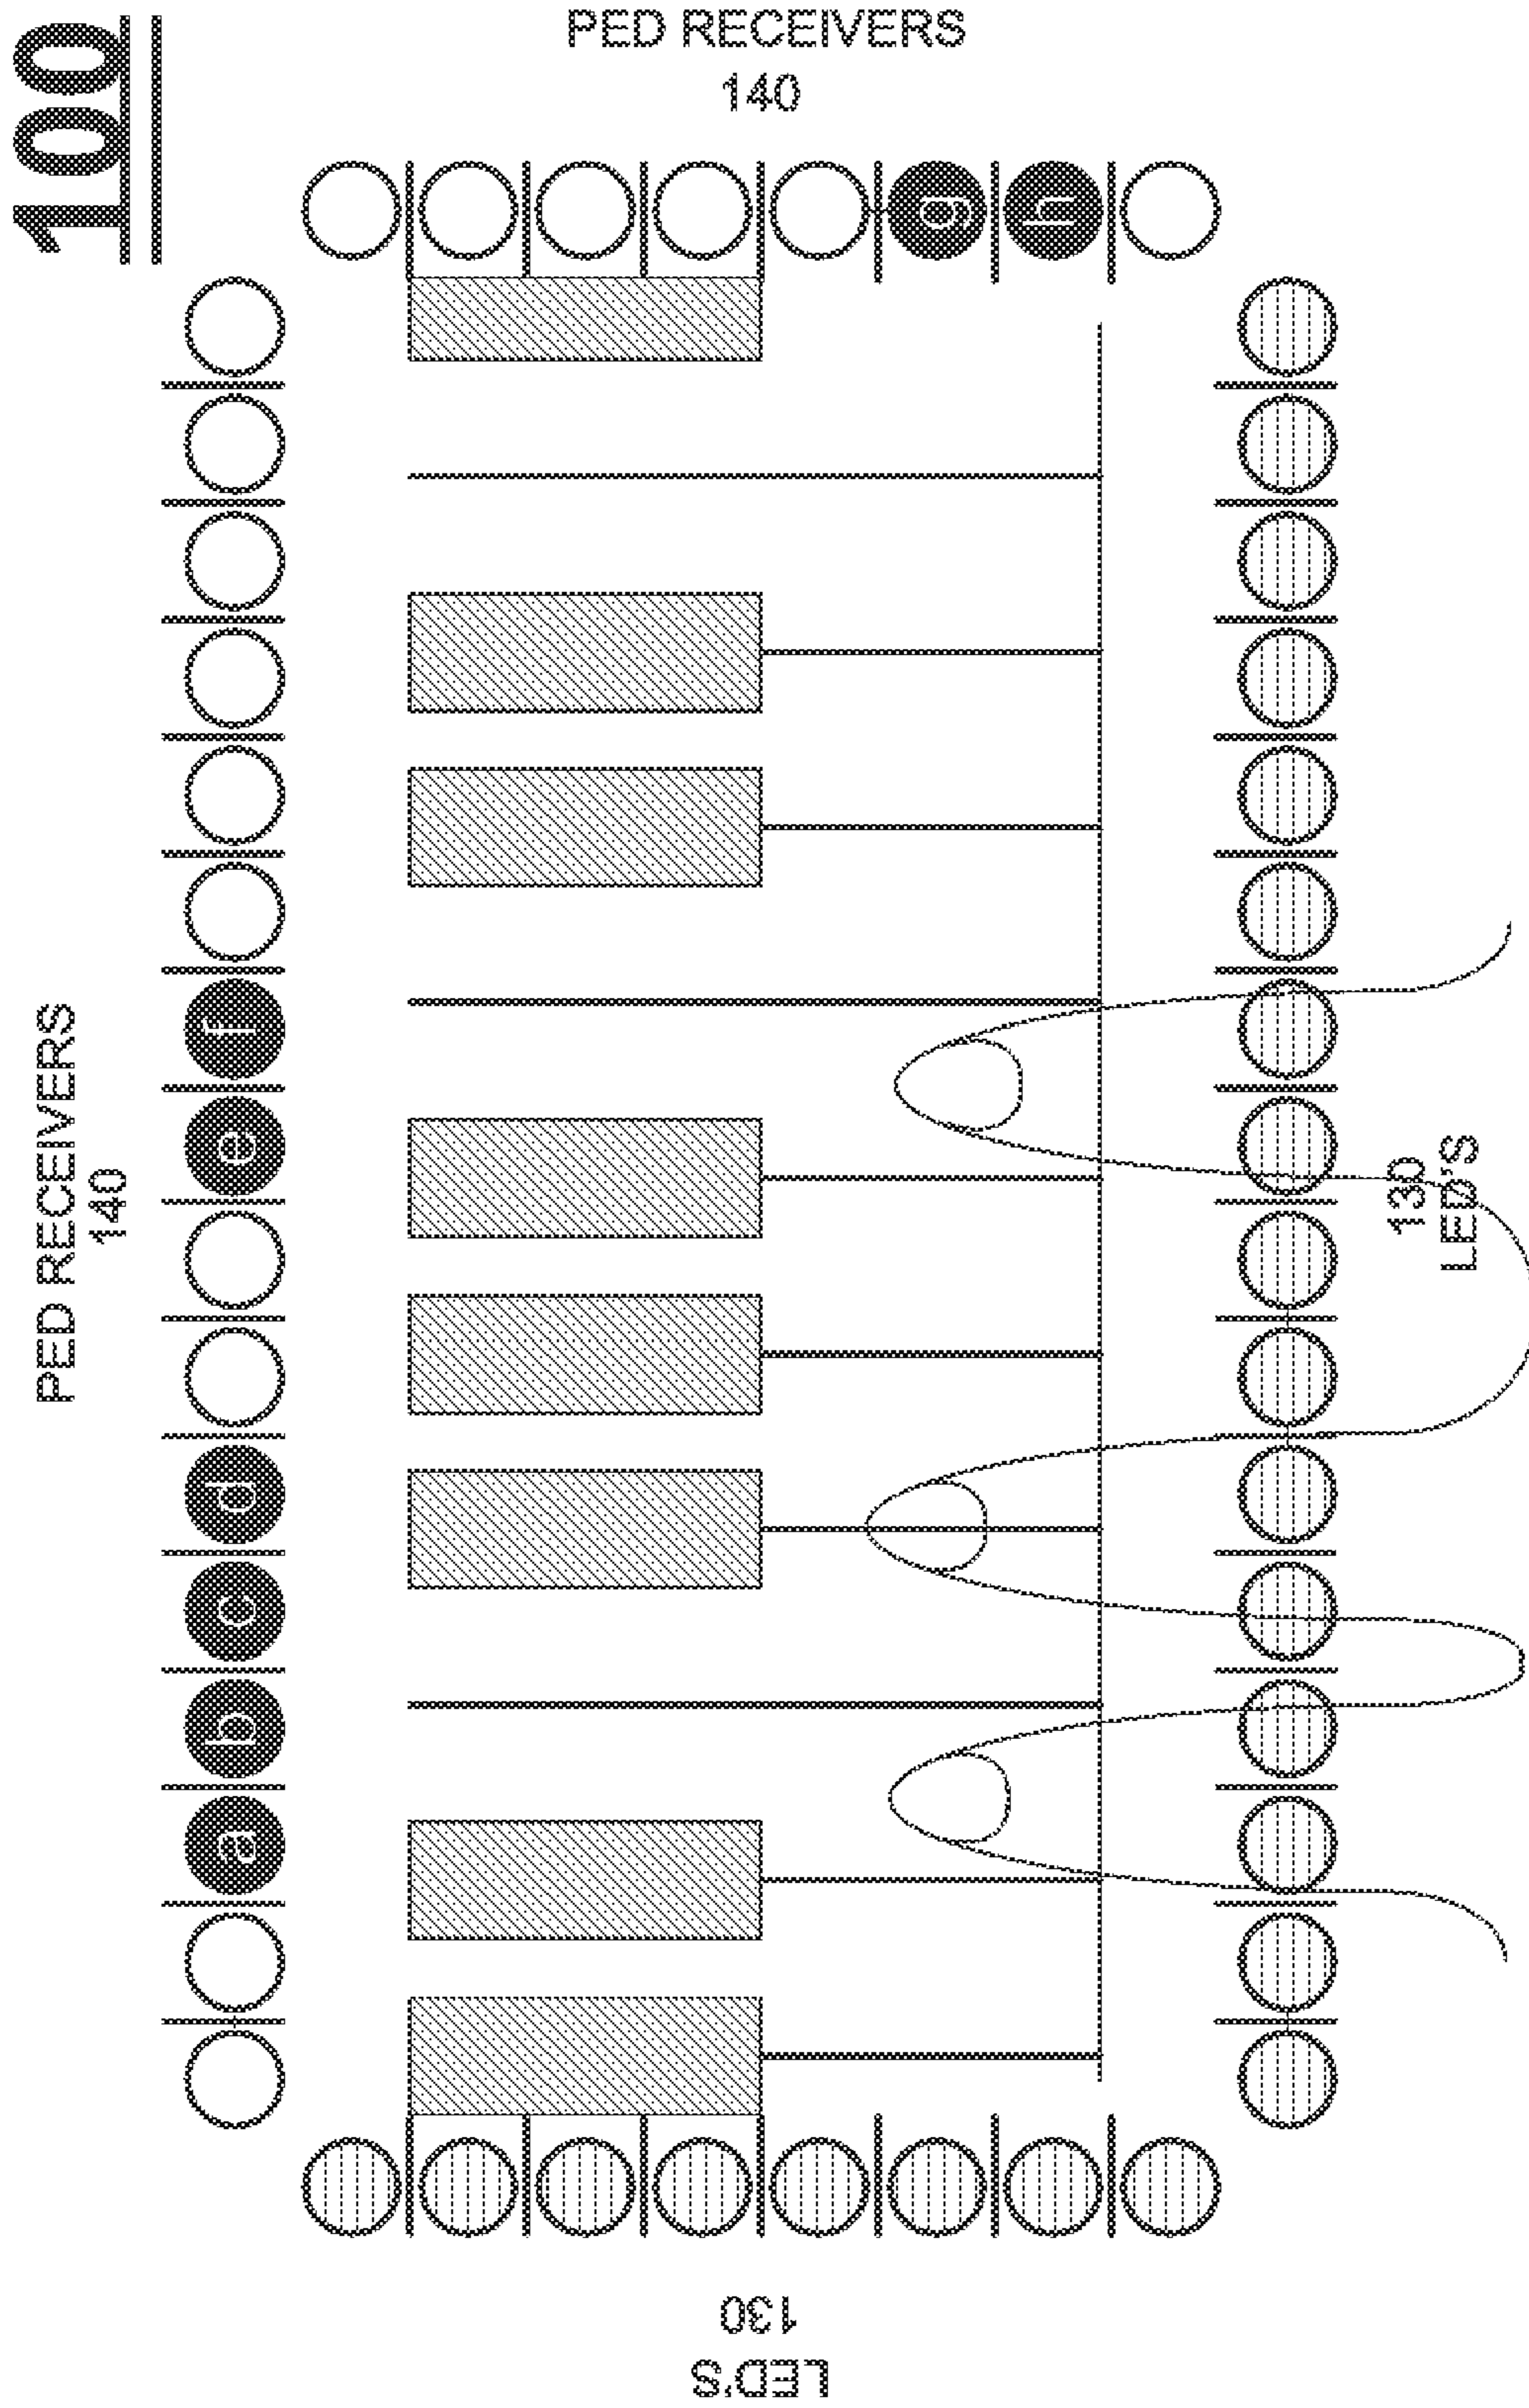 100
PED RECEIVERS
140
PED RECEIVERS
140
a
b
c
d
e
f
g
h
130
LED'S
130
LED'S